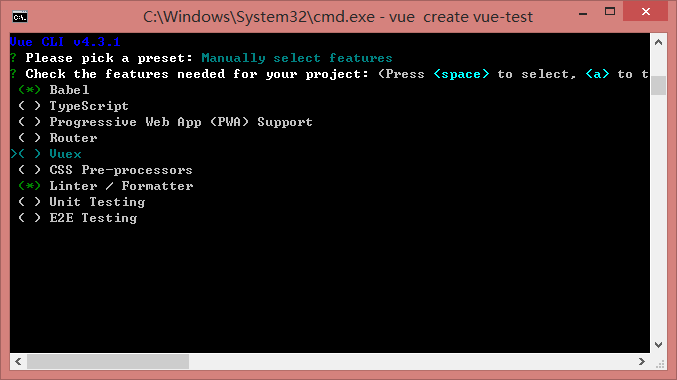 C:\Windows\System32\cmd.exe - vue  create vue-test
Vue CLI v4.3.1
? Please pick a preset: Manually select features
? Check the features needed for your project: (Press <space> to select, <a> to t
(*) Babel
( ) TypeScript
( ) Progressive Web App (PWA) Support
( ) Router
>( ) Vuex
( ) CSS Pre-processors
(*) Linter / Formatter
( ) Unit Testing
( ) E2E Testing